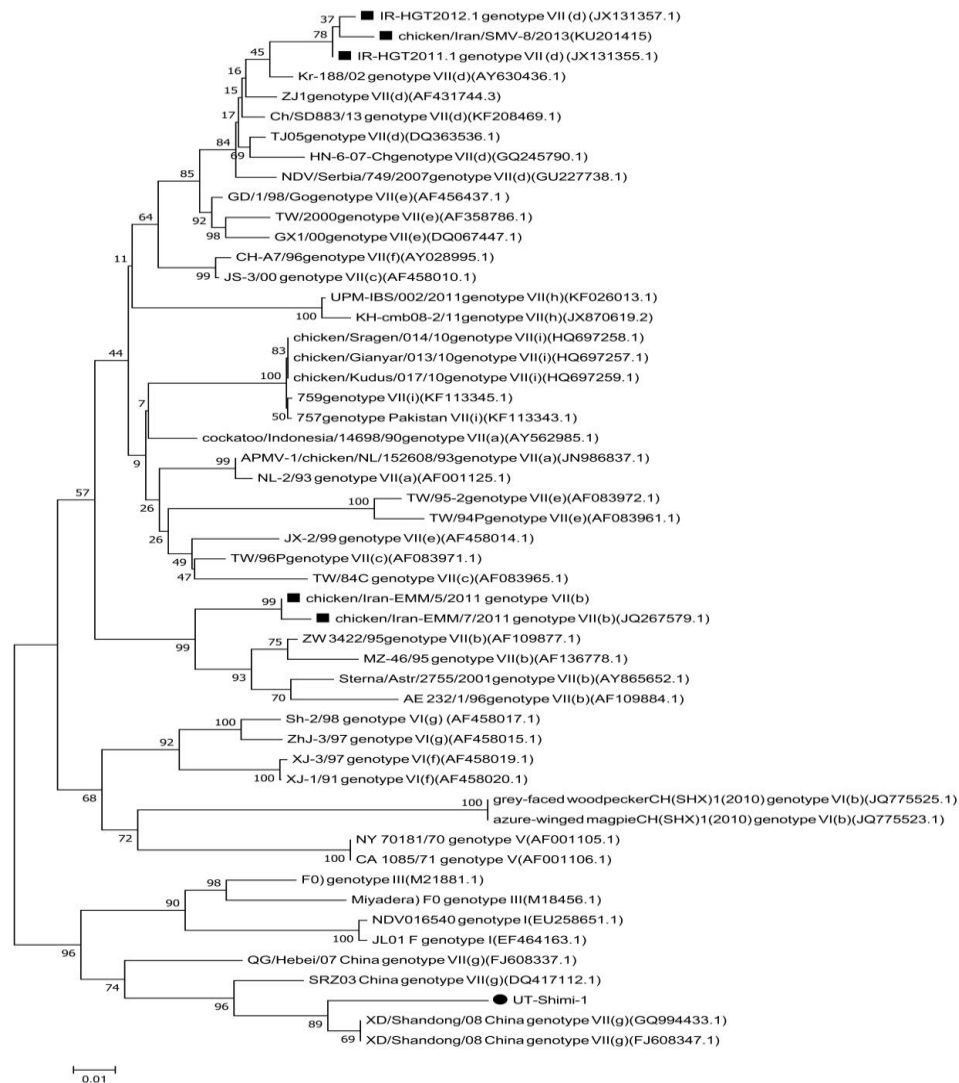 37
IR-HGT2012.1 genotype VII (d) (JX131357.1)
78
chicken/Iran/SMV-8/2013(KU201415)
45
IR-HGT2011.1 genotype VII (d) (JX131355.1)
16
Kr-188/02 genotype VII(d)(AY630436.1)
15
ZJ1genotype VII(d)(AF431744.3)
17
Ch/SD883/13 genotype VII(d)(KF208469.1)
84
TJ05genotype VII(d)(DQ363536.1)
69
HN-6-07-Chgenotype VII(d)(GQ245790.1)
85
NDV/Serbia/749/2007genotype VII(d)(GU227738.1)
GD/1/98/Gogenotype VII(e)(AF456437.1)
64
92
TW/2000genotype VII(e)(AF358786.1)
98
GX1/00genotype VII(e)(DQ067447.1)
11
CH-A7/96genotype VII(f)(AY028995.1)
99
JS-3/00 genotype VII(c)(AF458010.1)
UPM-IBS/002/2011genotype VII(h)(KF026013.1)
100
KH-cmb08-2/11genotype VII(h)(JX870619.2)
chicken/Sragen/014/10genotype VII(i)(HQ697258.1)
44
83
chicken/Gianyar/013/10genotype VII(i)(HQ697257.1)
100
chicken/Kudus/017/10genotype VII(i)(HQ697259.1)
759genotype VII(i)(KF113345.1)
7
50
757genotype Pakistan VII(i)(KF113343.1)
cockatoo/Indonesia/14698/90genotype VII(a)(AY562985.1)
9
99
APMV-1/chicken/NL/152608/93genotype VII(a)(JN986837.1)
NL-2/93 genotype VII(a)(AF001125.1)
57
26
100
TW/95-2genotype VII(e)(AF083972.1)
TW/94Pgenotype VII(e)(AF083961.1)
26
JX-2/99 genotype VII(e)(AF458014.1)
49
TW/96Pgenotype VII(c)(AF083971.1)
47
TW/84C genotype VII(c)(AF083965.1)
99
chicken/Iran-EMM/5/2011 genotype VII(b)
chicken/Iran-EMM/7/2011 genotype VII(b)(JQ267579.1)
99
75
ZW 3422/95genotype VII(b)(AF109877.1)
MZ-46/95 genotype VII(b)(AF136778.1)
93
Sterna/Astr/2755/2001genotype VII(b)(AY865652.1)
70
AE 232/1/96genotype VII(b)(AF109884.1)
100
Sh-2/98 genotype VI(g) (AF458017.1)
92
ZhJ-3/97 genotype VI(g)(AF458015.1)
XJ-3/97 genotype VI(f)(AF458019.1)
100
XJ-1/91 genotype VI(f)(AF458020.1)
68
100
grey-faced woodpeckerCH(SHX)1(2010) genotype VI(b)(JQ775525.1)
azure-winged magpieCH(SHX)1(2010) genotype VI(b)(JQ775523.1)
72
NY 70181/70 genotype V(AF001105.1)
100
CA 1085/71 genotype V(AF001106.1)
98
F0) genotype III(M21881.1)
90
Miyadera) F0 genotype III(M18456.1)
NDV016540 genotype I(EU258651.1)
100
JL01 F genotype I(EF464163.1)
96
QG/Hebei/07 China genotype VII(g)(FJ608337.1)
74
SRZ03 China genotype VII(g)(DQ417112.1)
96
UT-Shimi-1
89
XD/Shandong/08 China genotype VII(g)(GQ994433.1)
69
XD/Shandong/08 China genotype VII(g)(FJ608347.1)
0.01